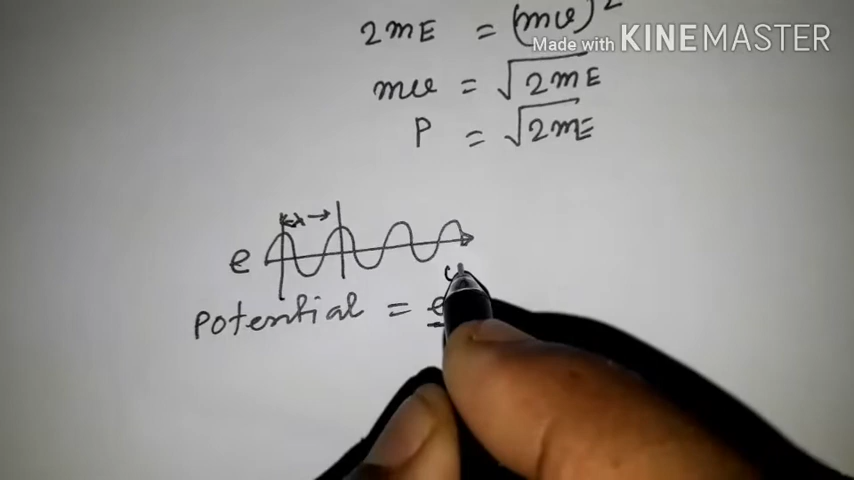 2mE = (mv)²
Made with KINEMASTER
mv = √2mE
P = √2mE
λ
e
Potential = e